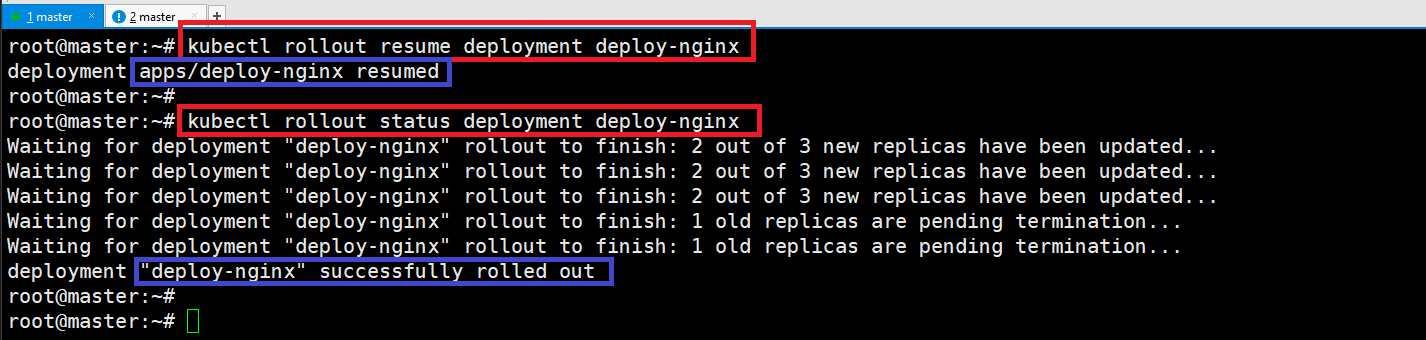 1 master ×
2 master ×
+
root@master:~# kubectl rollout resume deployment deploy-nginx
deployment apps/deploy-nginx resumed
root@master:~#
root@master:~# kubectl rollout status deployment deploy-nginx
Waiting for deployment "deploy-nginx" rollout to finish: 2 out of 3 new replicas have been updated...
Waiting for deployment "deploy-nginx" rollout to finish: 2 out of 3 new replicas have been updated...
Waiting for deployment "deploy-nginx" rollout to finish: 2 out of 3 new replicas have been updated...
Waiting for deployment "deploy-nginx" rollout to finish: 1 old replicas are pending termination...
Waiting for deployment "deploy-nginx" rollout to finish: 1 old replicas are pending termination...
deployment "deploy-nginx" successfully rolled out
root@master:~#
root@master:~#